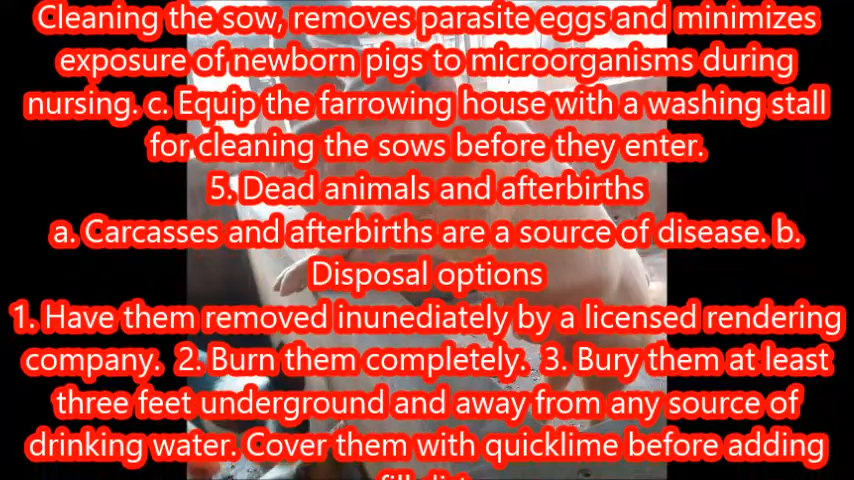 Cleaning the sow, removes parasite eggs and minimizes
exposure of newborn pigs to microorganisms during
nursing. c. Equip the farrowing house with a washing stall
for cleaning the sows before they enter.
5. Dead animals and afterbirths
a. Carcasses and afterbirths are a source of disease. b.
Disposal options
1. Have them removed inunediately by a licensed rendering
company. 2. Burn them completely. 3. Bury them at least
three feet underground and away from any source of
drinking water. Cover them with quicklime before adding